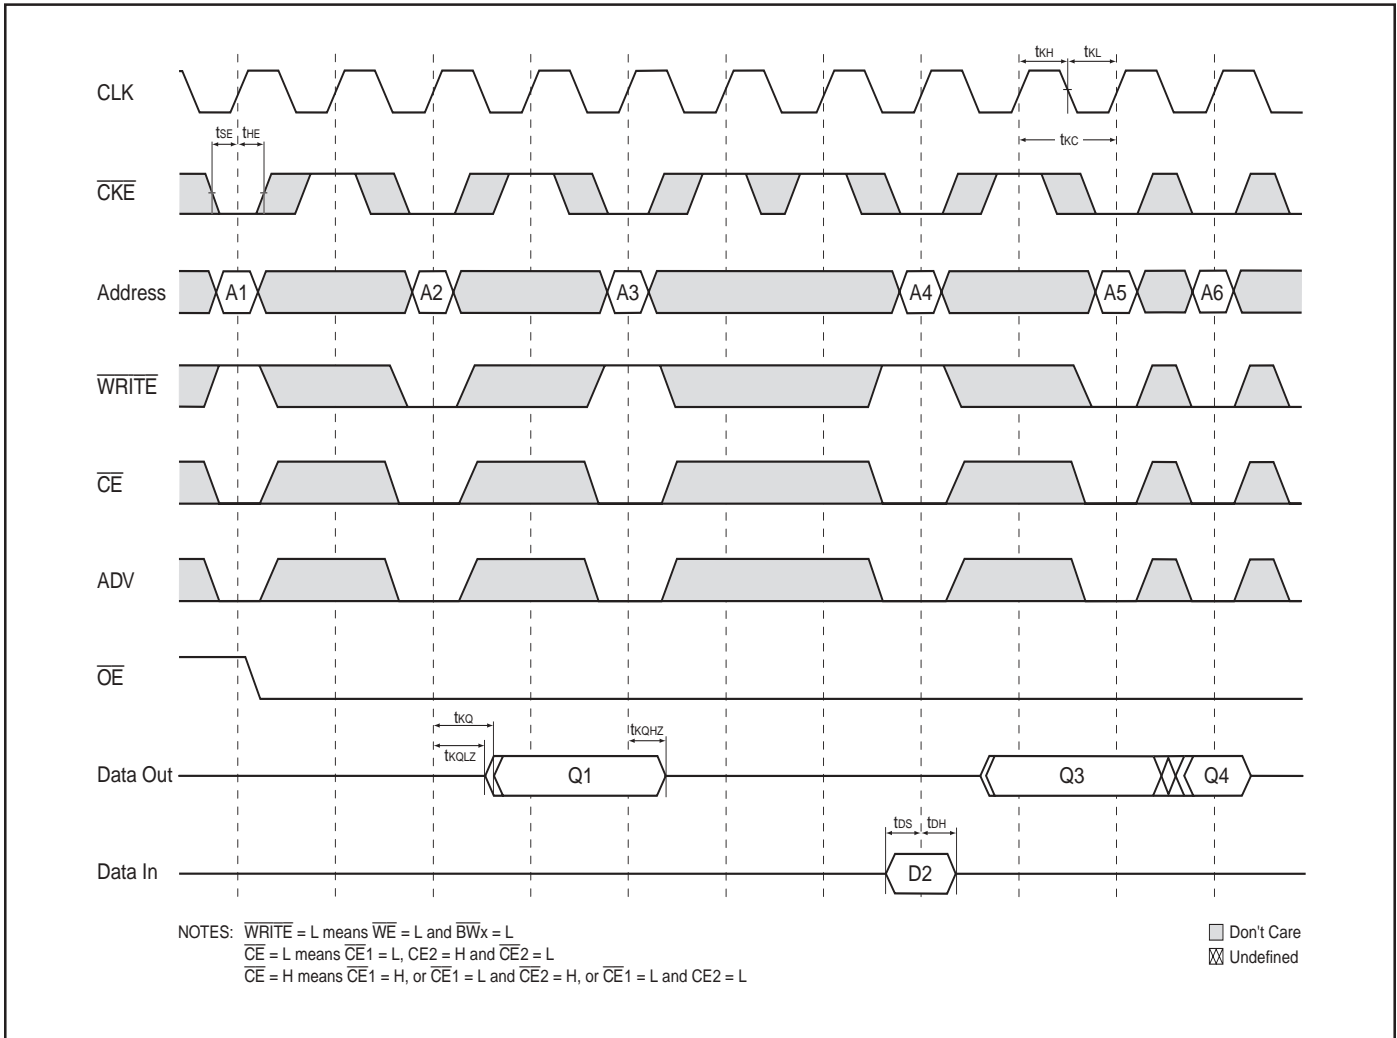 tKH tKL
CLK
tSE tHE
tKC
CKE
Address A1 A2 A3 A4 A5 A6
WRITE
CE
ADV
OE
tKQ
tKQHZ
tKQLZ
Data Out Q1 Q3 Q4
tDS tDH
Data In D2
NOTES: WRITE = L means WE = L and BWx = L
CE = L means CE1 = L, CE2 = H and CE2 = L
CE = H means CE1 = H, or CE1 = L and CE2 = H, or CE1 = L and CE2 = L
Don't Care
Undefined